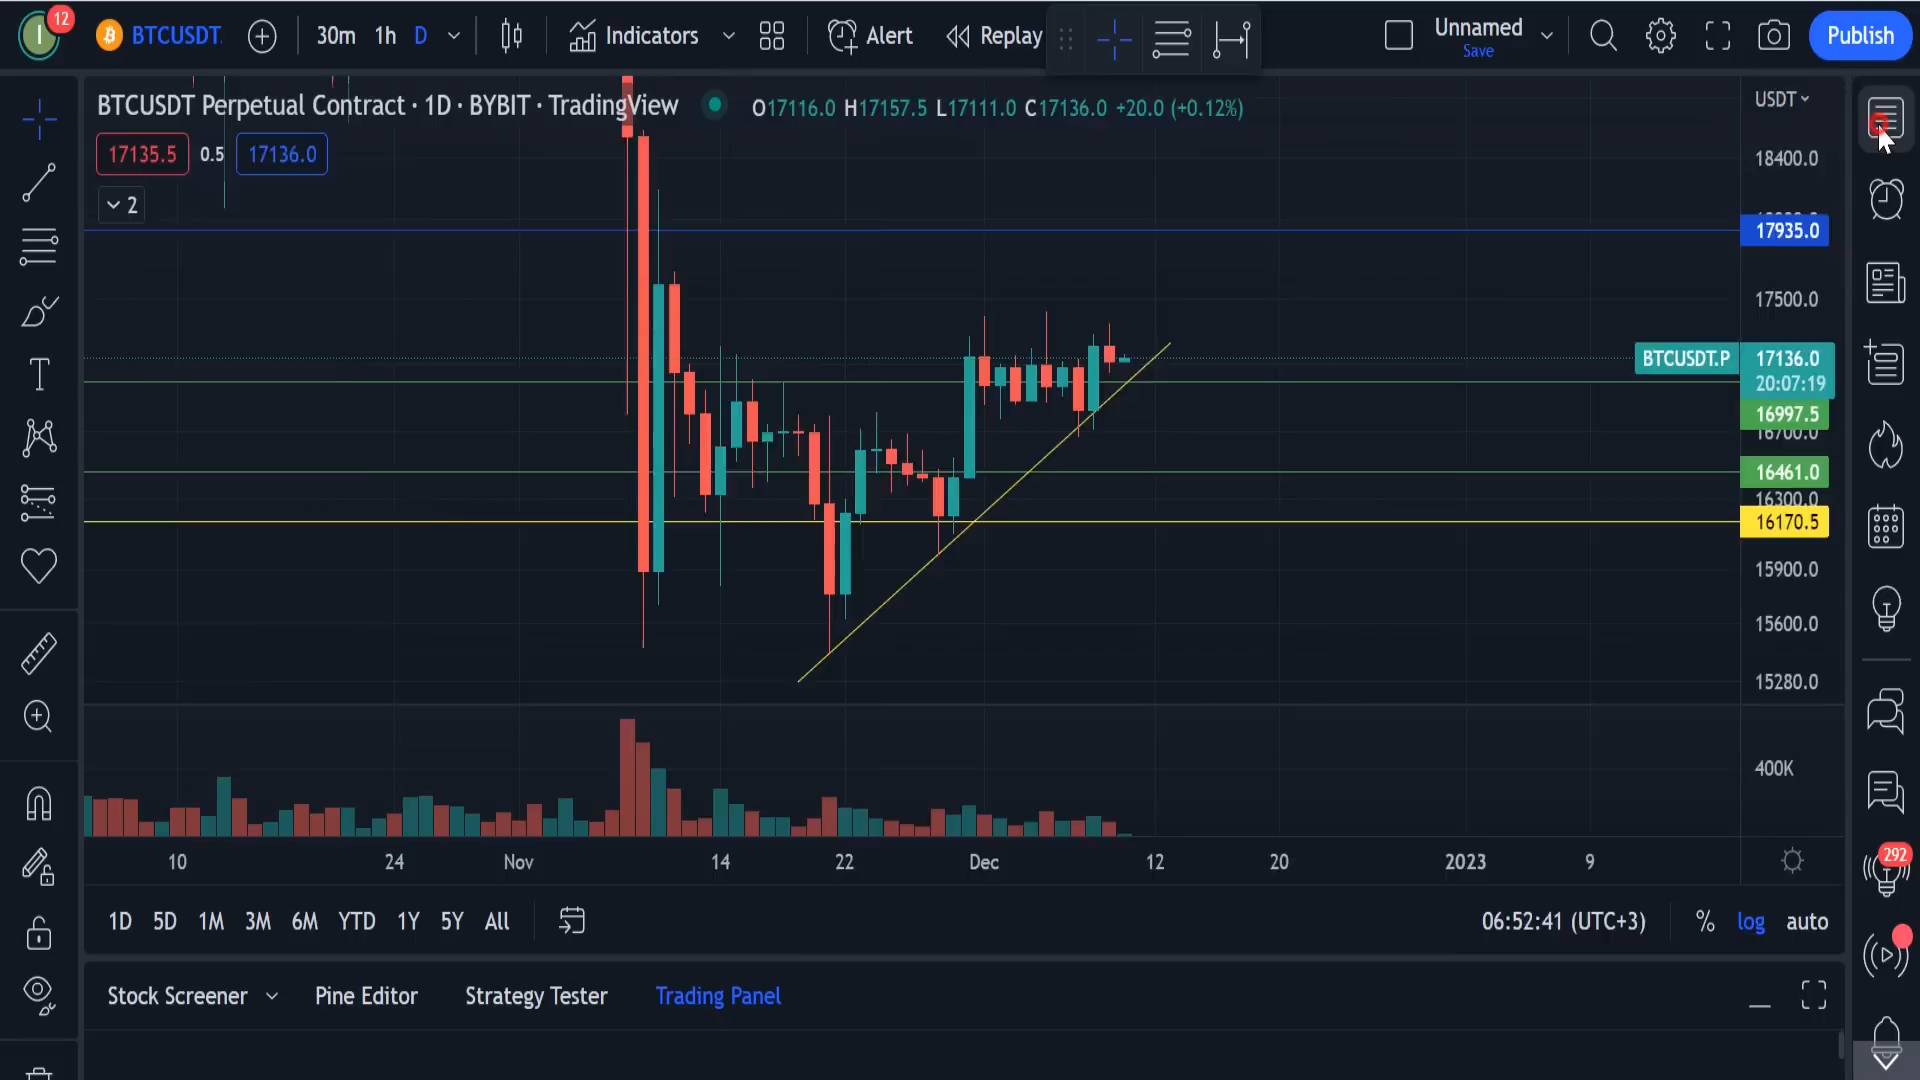 12
I
BTCUSDT.
30m 1h D
Indicators
Alert
Replay
Unnamed
Save
Publish
BTCUSDT Perpetual Contract · 1D · BYBIT · TradingView
O17116.0 H17157.5 L17111.0 C17136.0 +20.0 (+0.12%)
USDT
17135.5 0.5 17136.0
2
18400.0
17935.0
17500.0
BTCUSDT.P 17136.0
20:07:19
16997.5
16700.0
16461.0
16300.0
16170.5
15900.0
15600.0
15280.0
400K
10 24 Nov 14 22 Dec 12 20 2023 9
292
1D 5D 1M 3M 6M YTD 1Y 5Y All
06:52:41 (UTC+3) % log auto
Stock Screener Pine Editor Strategy Tester Trading Panel